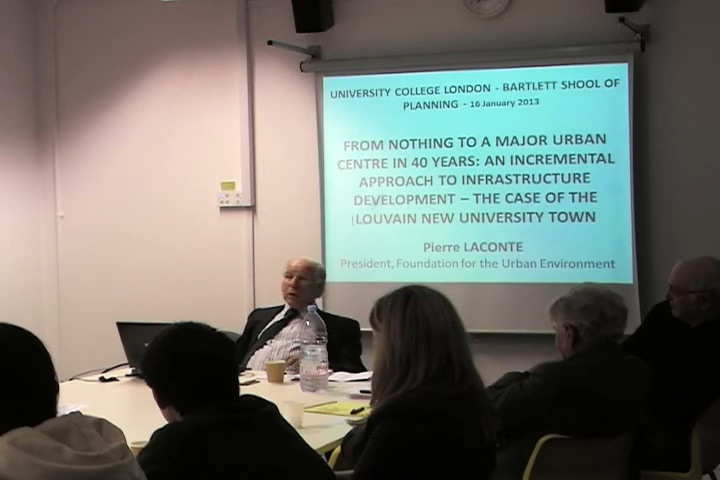 UNIVERSITY COLLEGE LONDON - BARTLETT SHOOL OF
PLANNING - 16 January 2013
FROM NOTHING TO A MAJOR URBAN
CENTRE IN 40 YEARS: AN INCREMENTAL
APPROACH TO INFRASTRUCTURE
DEVELOPMENT – THE CASE OF THE
LOUVAIN NEW UNIVERSITY TOWN
Pierre LACONTE
President, Foundation for the Urban Environment